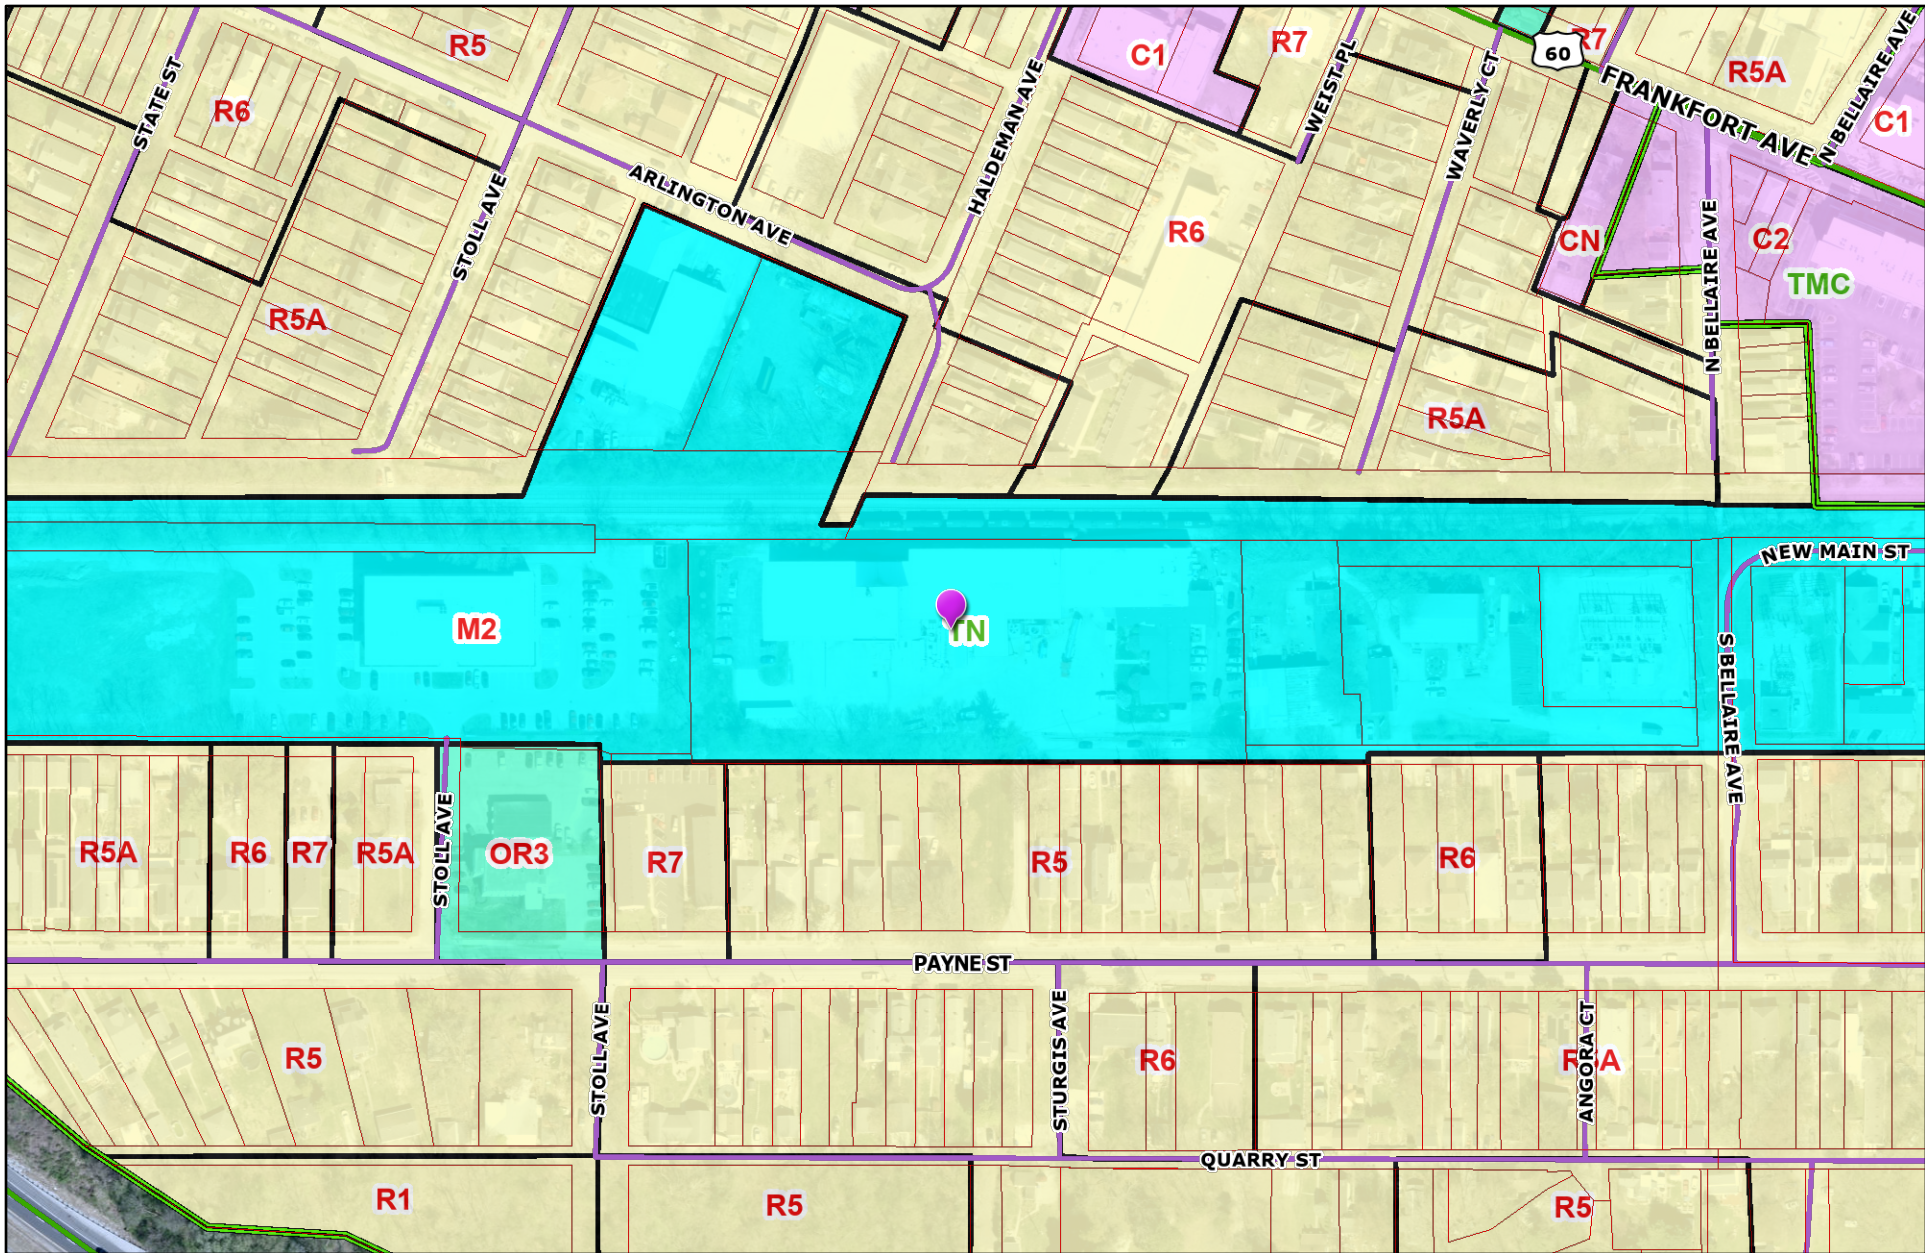 R5
C1
R7
60
R7
R5A
N BELLAIRE AVE
C1
STATE ST
R6
HALDEMAN AVE
WEIST PL
WAVERLY CT
FRANKFORT AVE
ARLINGTON AVE
STOLL AVE
R6
CN
N BELLAIRE AVE
C2
TMC
R5A
R5A
M2
TN
NEW MAIN ST
S BELLAIRE AVE
R5A
R6
R7
R5A
STOLL AVE
OR3
R7
R5
R6
PAYNE ST
R5
STOLL AVE
STURGIS AVE
R6
R5A
ANGORA CT
QUARRY ST
R1
R5
R5